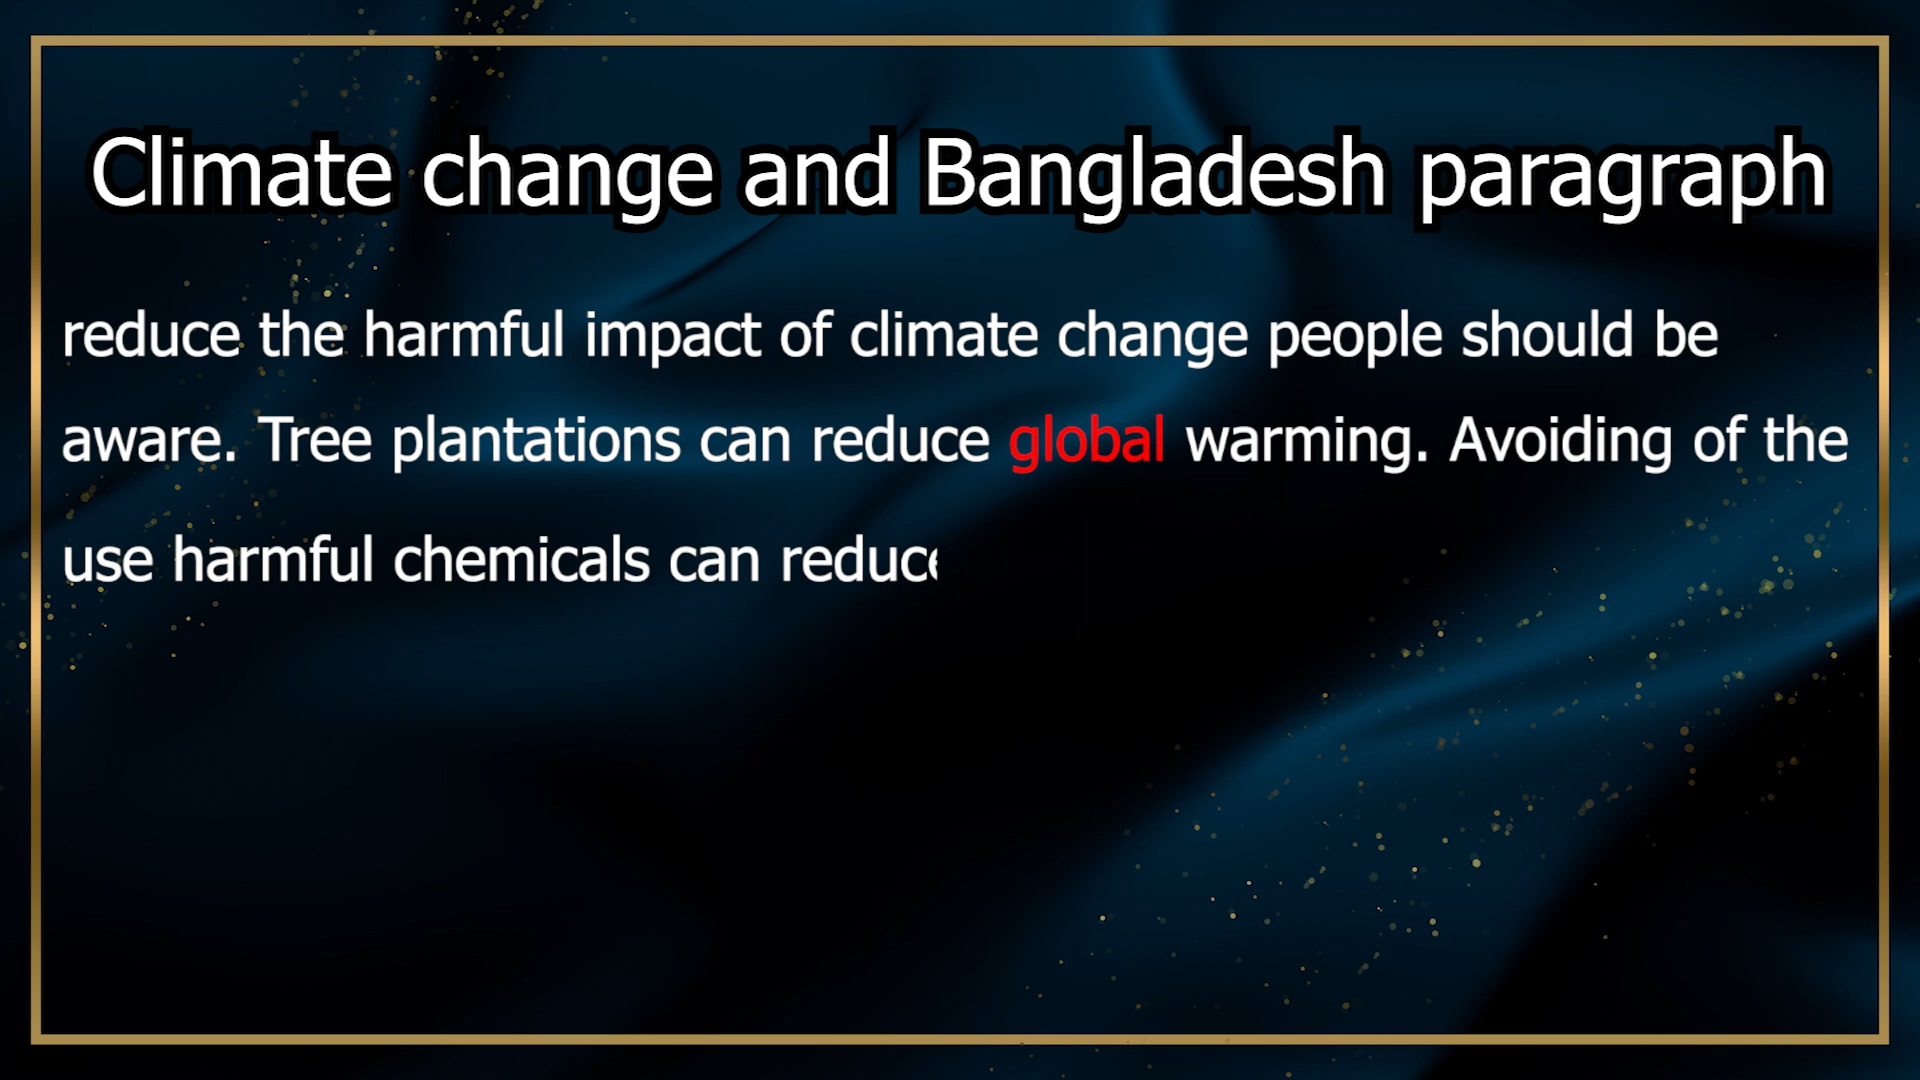 Climate change and Bangladesh paragraph
reduce the harmful impact of climate change people should be
aware. Tree plantations can reduce global warming. Avoiding of the
use harmful chemicals can reduce